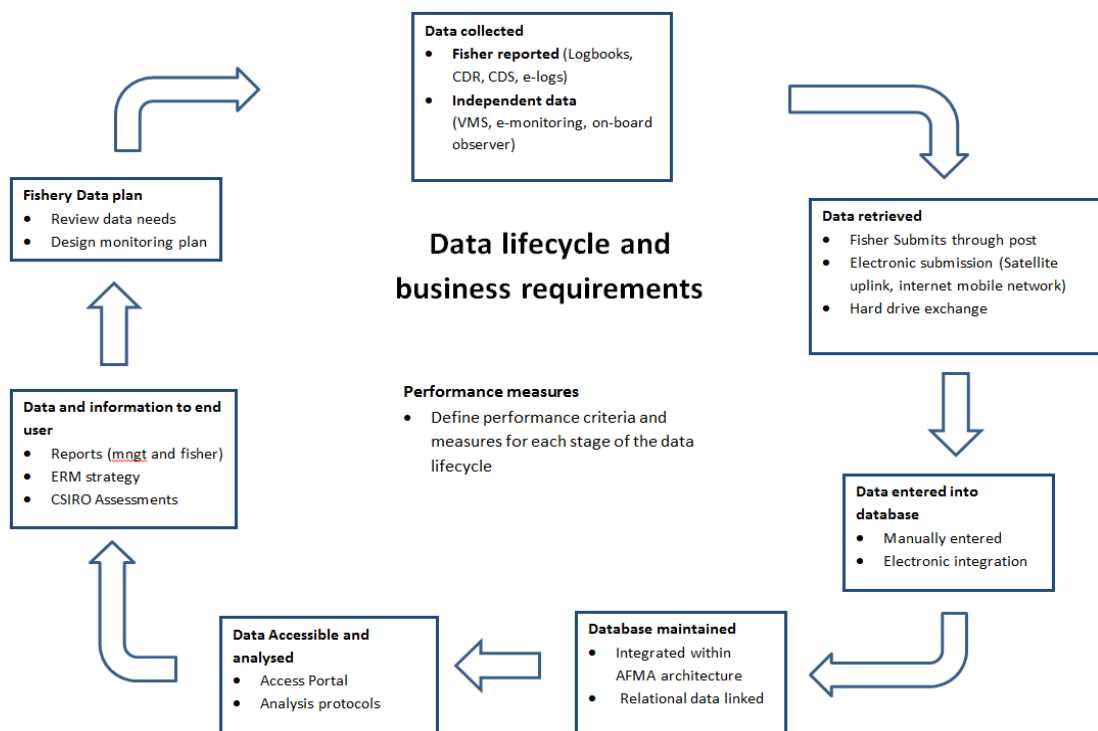 Data collected
• Fisher reported (Logbooks,
CDR, CDS, e-logs)
• Independent data
(VMS, e-monitoring, on-board
observer)
Fishery Data plan
• Review data needs
• Design monitoring plan
Data retrieved
• Fisher Submits through post
• Electronic submission (Satellite
uplink, internet mobile network)
• Hard drive exchange
Data lifecycle and
business requirements
Data and information to end
user
• Reports (mngt and fisher)
• ERM strategy
• CSIRO Assessments
Performance measures
• Define performance criteria and
measures for each stage of the data
lifecycle
Data entered into
database
• Manually entered
• Electronic integration
Data Accessible and
analysed
• Access Portal
• Analysis protocols
Database maintained
• Integrated within
AFMA architecture
• Relational data linked